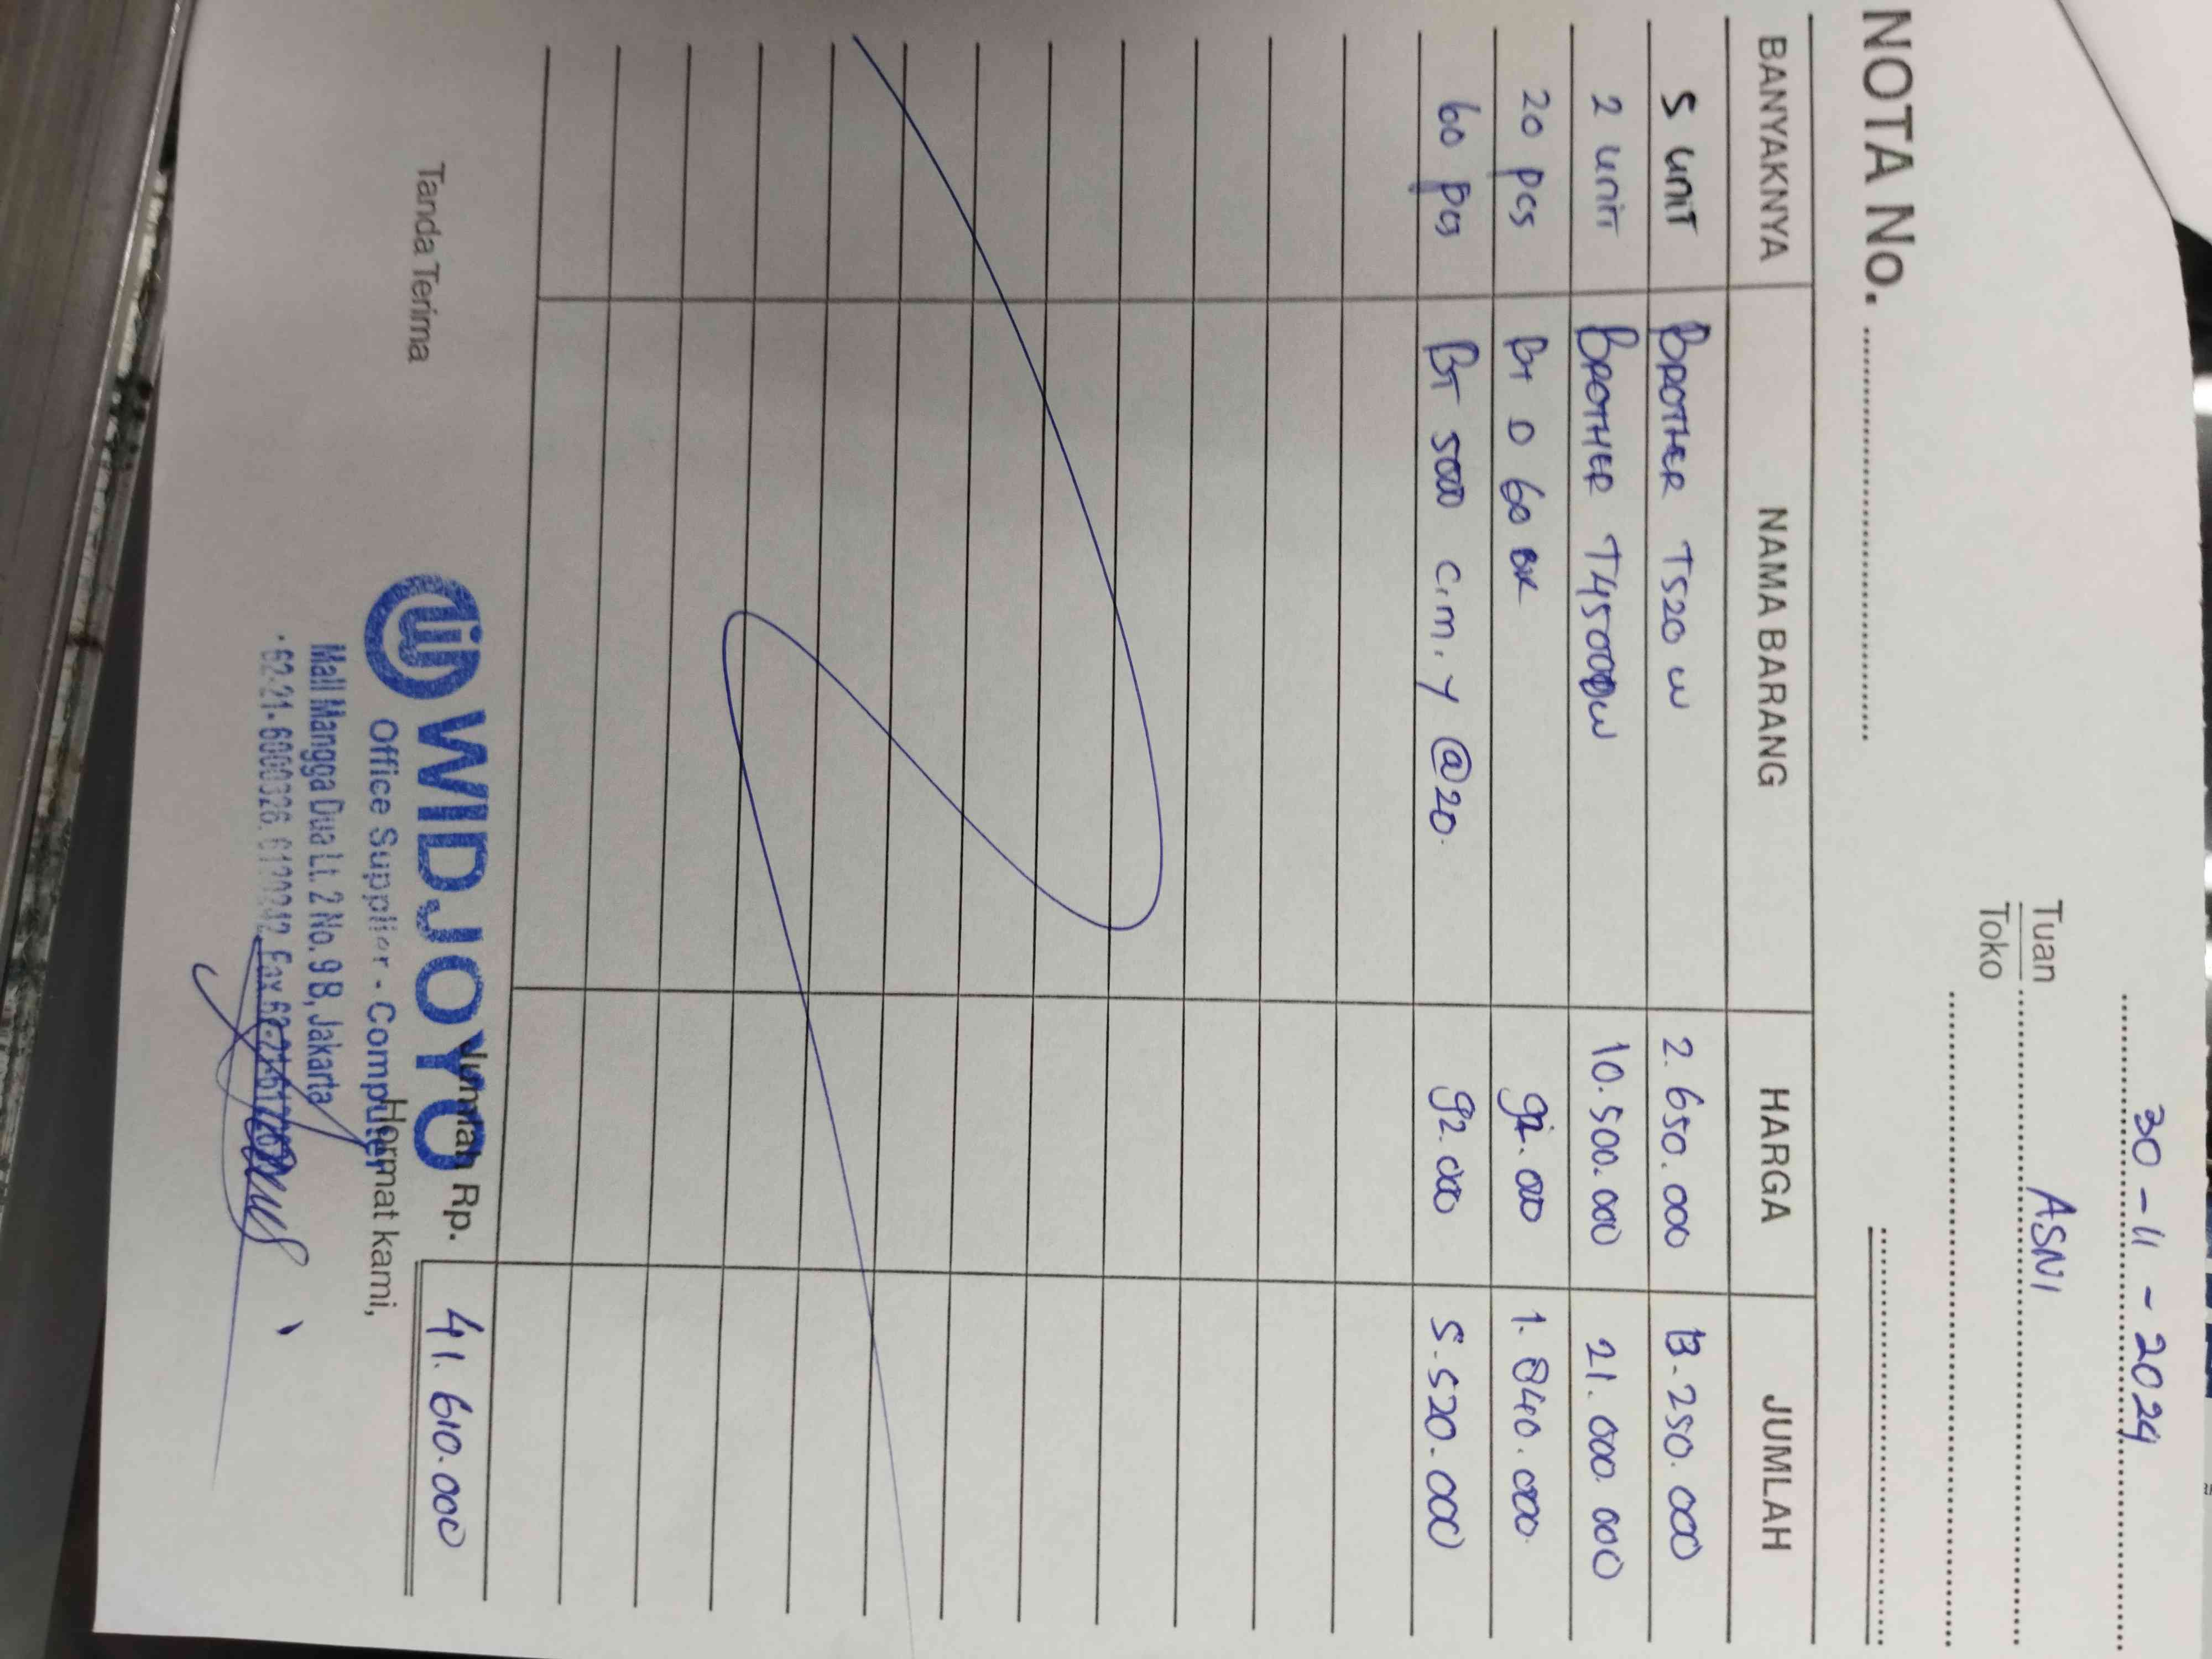 30-11-2024
Tuan ASNI
Toko
NOTA No.
BANYAKNYA NAMA BARANG HARGA JUMLAH
5 unit BROTHER T520 W 2.650.000 13.250.000
2 unit BROTHER T4500DW 10.500.000 21.000.000
20 pcs BT D 60 BK 92.000 1.840.000
60 pcs BT 5000 C.M.Y @20. 92.000 5.520.000
Jumlah Rp. 41.610.000
Tanda Terima Hormat kami,
WIDJOYO
Office Supplier - Computer
Mall Mangga Dua Lt. 2 No. 9 B, Jakarta
Fax